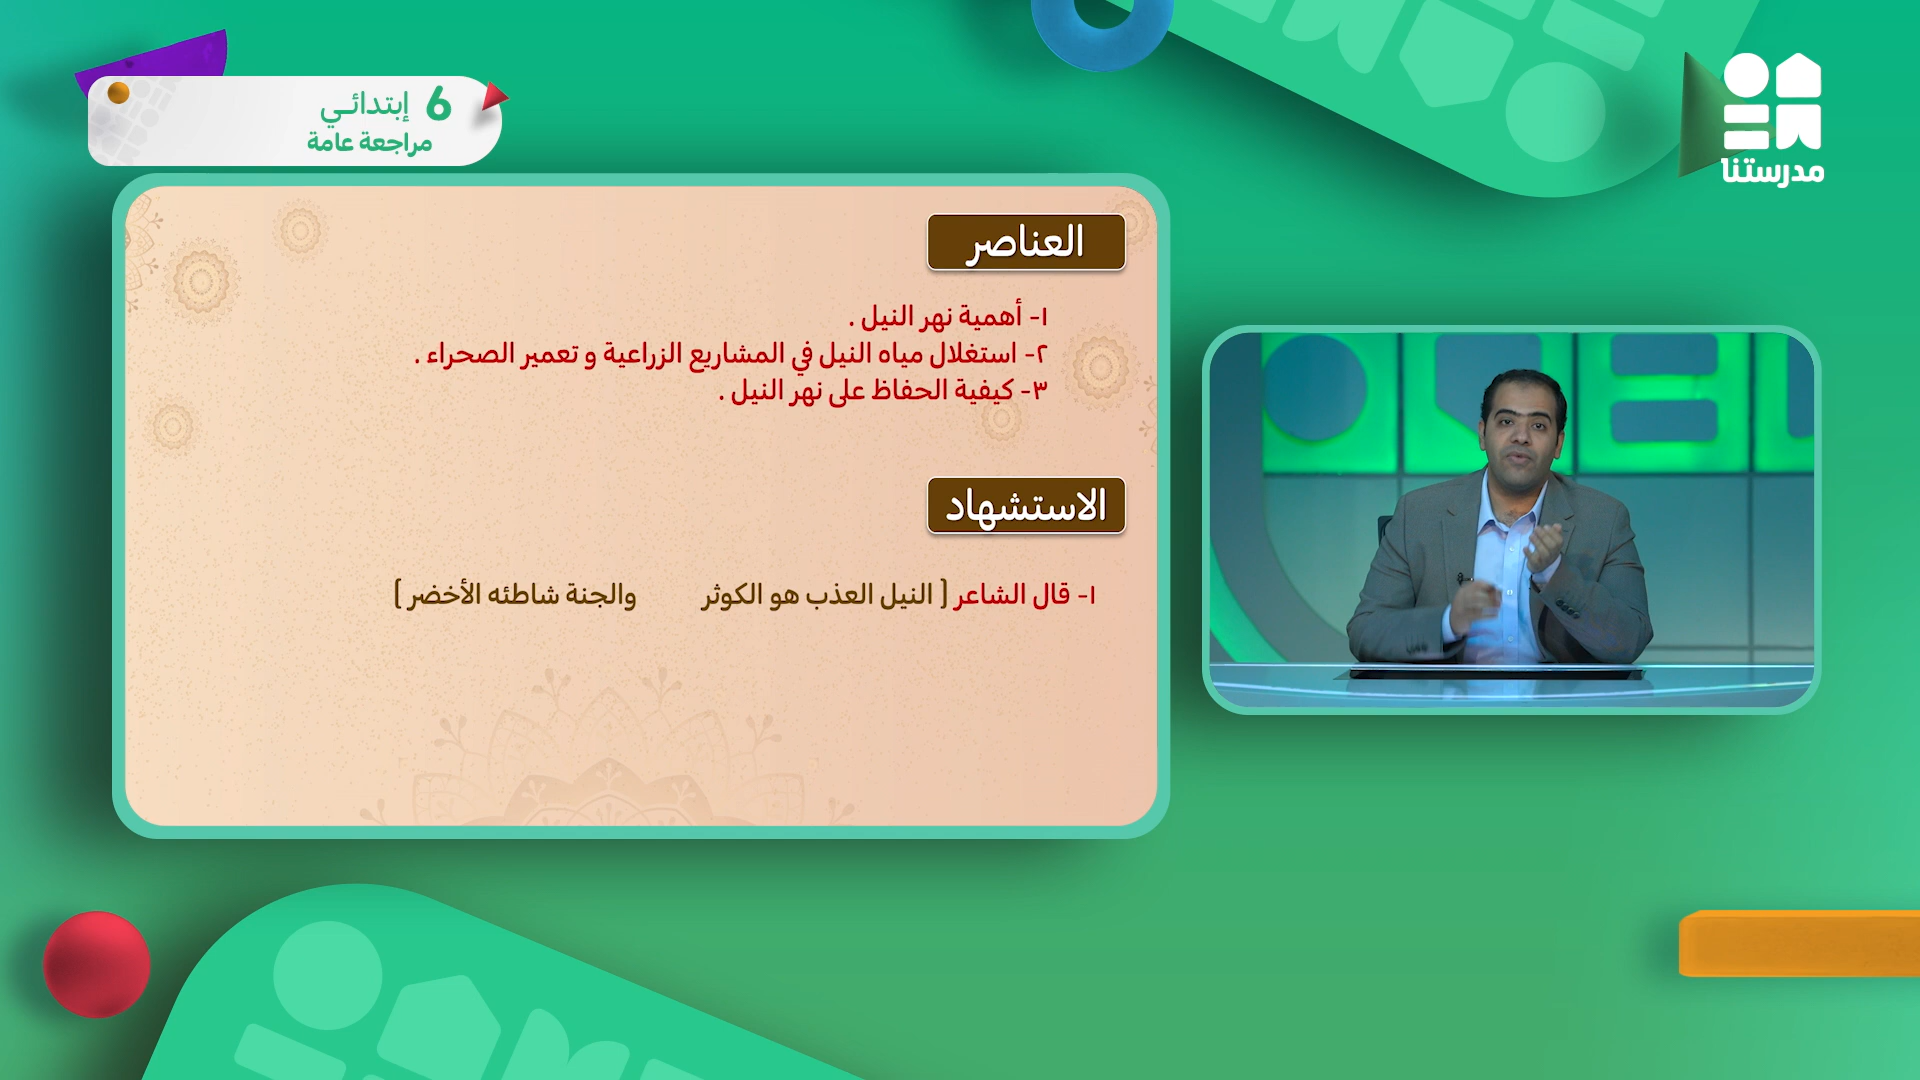 6 إبتدائي
مراجعة عامة
مدرستنا
العناصر
١- أهمية نهر النيل .
٢- استغلال مياه النيل في المشاريع الزراعية و تعمير الصحراء .
٣- كيفية الحفاظ على نهر النيل .
الاستشهاد
١- قال الشاعر [ النيل العذب هو الكوثر والجنة شاطئه الأخضر ]